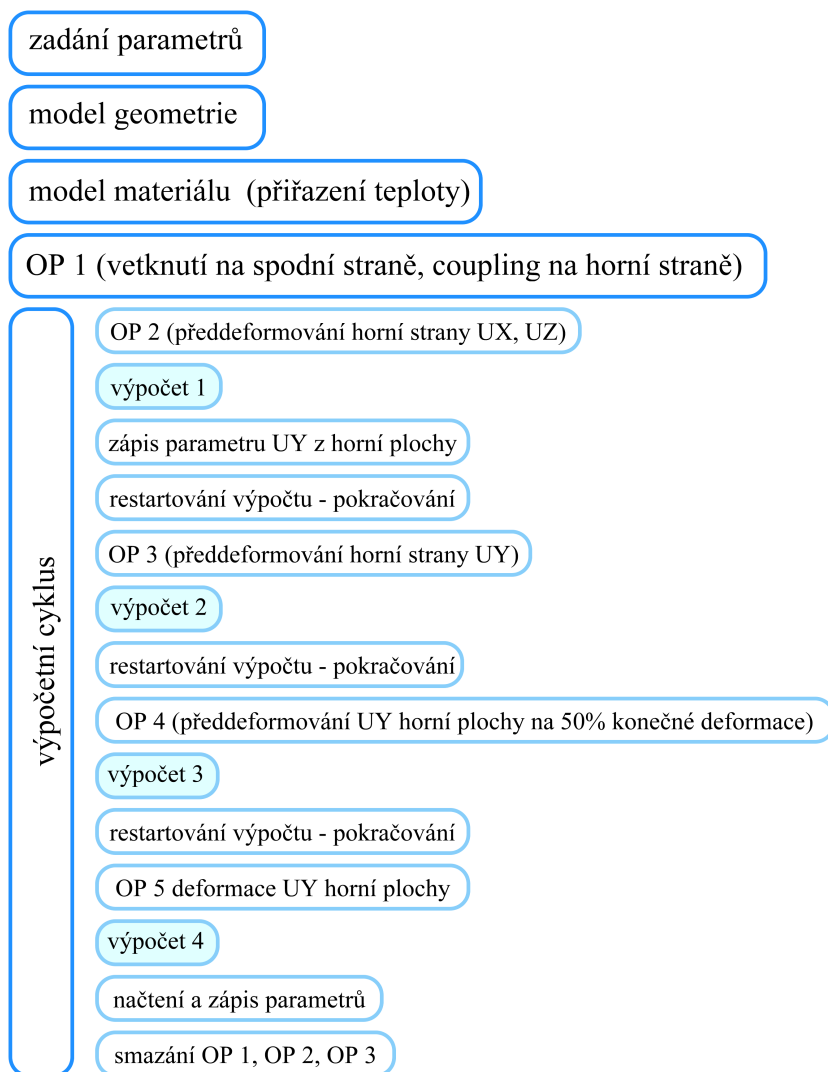 zadání parametrů
model geometrie
model materiálu  (přiřazení teploty)
OP 1 (vetknutí na spodní straně, coupling na horní straně)
výpočetní cyklus
OP 2 (předdeformování horní strany UX, UZ)
výpočet 1
zápis parametru UY z horní plochy
restartování výpočtu - pokračování
OP 3 (předdeformování horní strany UY)
výpočet 2
restartování výpočtu - pokračování
OP 4 (předdeformování UY horní plochy na 50% konečné deformace)
výpočet 3
restartování výpočtu - pokračování
OP 5 deformace UY horní plochy
výpočet 4
načtení a zápis parametrů
smazání OP 1, OP 2, OP 3